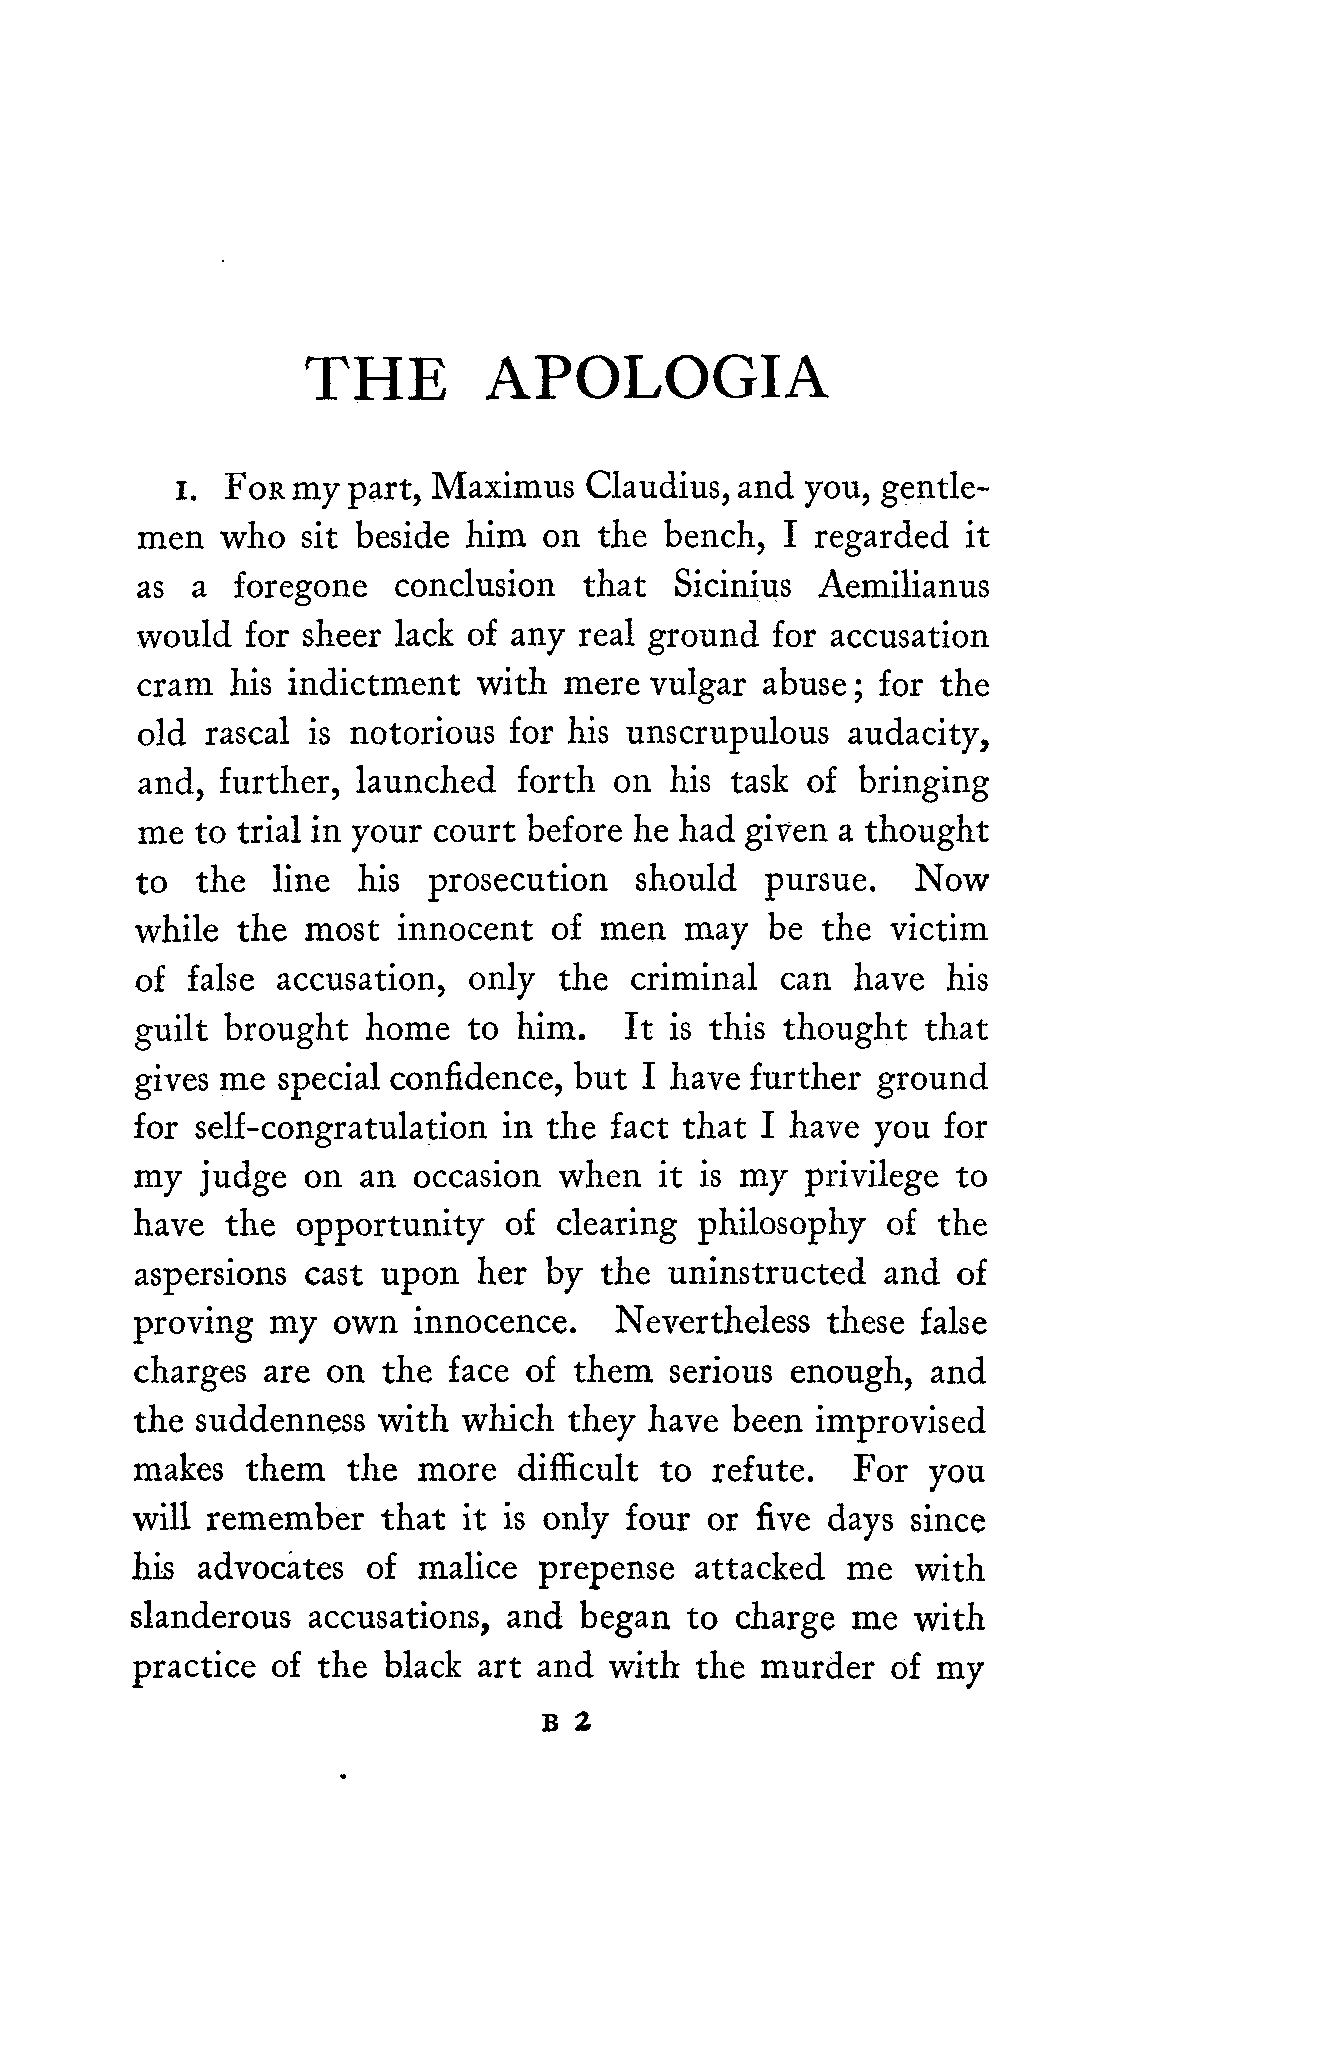 THE APOLOGIA
1. FOR my part, Maximus Claudius, and you, gentle-
men who sit beside him on the bench, I regarded it
as a foregone conclusion that Sicinius Aemilianus
would for sheer lack of any real ground for accusation
cram his indictment with mere vulgar abuse; for the
old rascal is notorious for his unscrupulous audacity,
and, further, launched forth on his task of bringing
me to trial in your court before he had given a thought
to the line his prosecution should pursue. Now
while the most innocent of men may be the victim
of false accusation, only the criminal can have his
guilt brought home to him. It is this thought that
gives me special confidence, but I have further ground
for self-congratulation in the fact that I have you for
my judge on an occasion when it is my privilege to
have the opportunity of clearing philosophy of the
aspersions cast upon her by the uninstructed and of
proving my own innocence. Nevertheless these false
charges are on the face of them serious enough, and
the suddenness with which they have been improvised
makes them the more difficult to refute. For you
will remember that it is only four or five days since
his advocates of malice prepense attacked me with
slanderous accusations, and began to charge me with
practice of the black art and with the murder of my
B 2